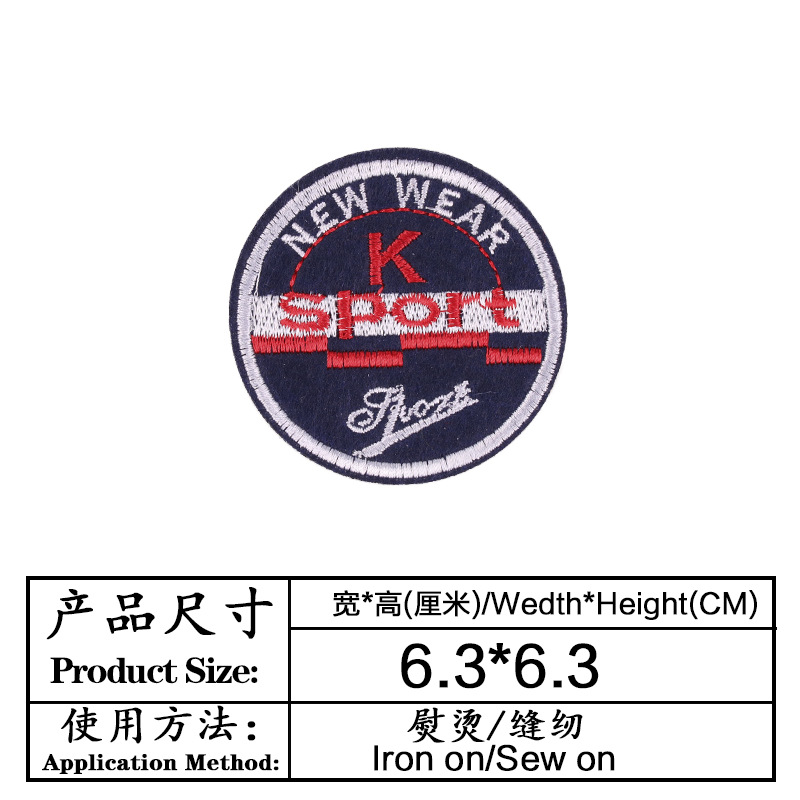 NEW WEAR
K
Sport
Sport
产品尺寸
Product Size:
宽*高(厘米)/Wedth*Height(CM)
6.3*6.3
使用方法:
Application Method:
熨烫/缝纫
Iron on/Sew on